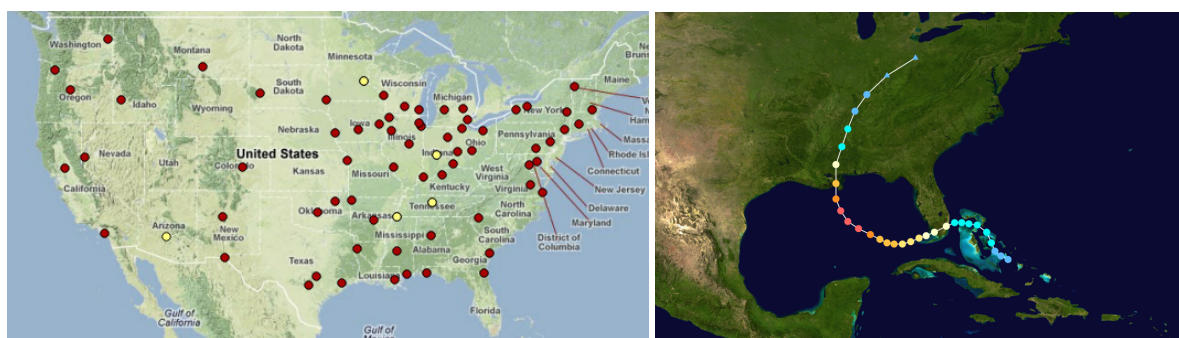 Washington
Montana
North
Dakota
Minnesota
Ne
Bruns
Maine
Oregon
Idaho
Wyoming
South
Dakota
Wisconsin
Michigan
New York
V
N
Ham
Massa
Rhode Isl
Connecticut
New Jersey
Delaware
Maryland
District of
Columbia
Nebraska
Iowa
Illinois
Indiana
Ohio
Pennsylvania
Nevada
Utah
Colorado
United States
Kansas
Missouri
West
Virginia
Kentucky
Virginia
California
Arizona
New
Mexico
Oklahoma
Arkansas
Tennessee
North
Carolina
South
Carolina
Mississippi
Alabama
Georgia
Texas
Louisiana
Florida
Gulf of
California
Gulf of